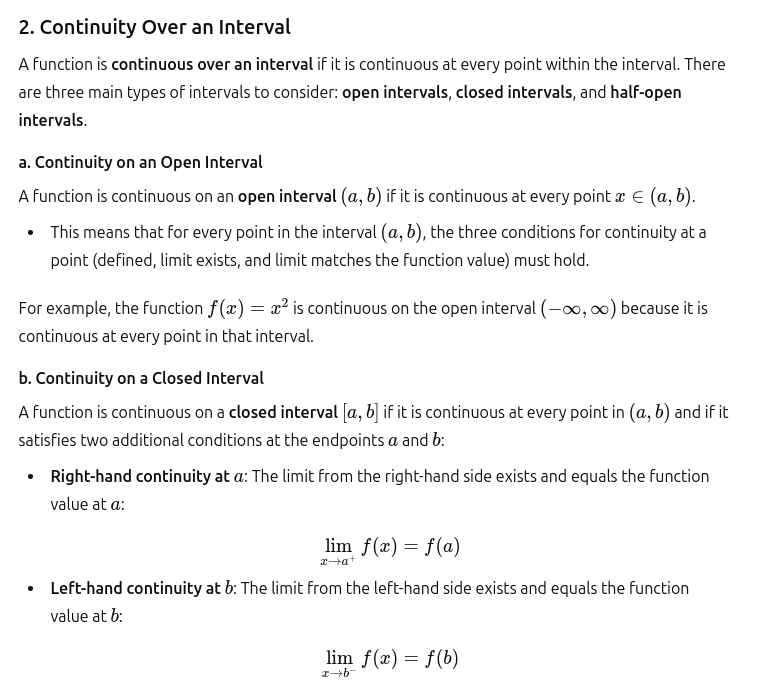 2. Continuity Over an Interval
A function is continuous over an interval if it is continuous at every point within the interval. There
are three main types of intervals to consider: open intervals, closed intervals, and half-open
intervals.
a. Continuity on an Open Interval
A function is continuous on an open interval (a, b) if it is continuous at every point x ∈ (a, b).
• This means that for every point in the interval (a, b), the three conditions for continuity at a
point (defined, limit exists, and limit matches the function value) must hold.
For example, the function f(x) = x² is continuous on the open interval (−∞, ∞) because it is
continuous at every point in that interval.
b. Continuity on a Closed Interval
A function is continuous on a closed interval [a, b] if it is continuous at every point in (a, b) and if it
satisfies two additional conditions at the endpoints a and b:
• Right-hand continuity at a: The limit from the right-hand side exists and equals the function
value at a:
lim x→a⁺ f(x) = f(a)
• Left-hand continuity at b: The limit from the left-hand side exists and equals the function
value at b:
lim x→b⁻ f(x) = f(b)